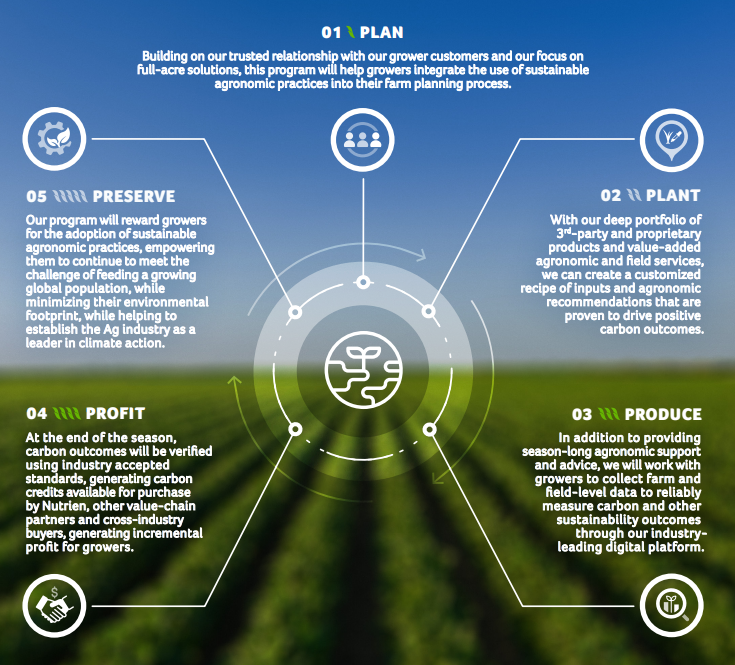 01 PLAN
Building on our trusted relationship with our grower customers and our focus on
full-acre solutions, this program will help growers integrate the use of sustainable
agronomic practices into their farm planning process.
02 PLANT
With our deep portfolio of
3rd-party and proprietary
products and value-added
agronomic and field services,
we can create a customized
recipe of inputs and agronomic
recommendations that are
proven to drive positive
carbon outcomes.
03 PRODUCE
In addition to providing
season-long agronomic support
and advice, we will work with
growers to collect farm and
field-level data to reliably
measure carbon and other
sustainability outcomes
through our industry-
leading digital platform.
04 PROFIT
At the end of the season,
carbon outcomes will be verified
using industry accepted
standards, generating carbon
credits available for purchase
by Nutrien, other value-chain
partners and cross-industry
buyers, generating incremental
profit for growers.
05 PRESERVE
Our program will reward growers
for the adoption of sustainable
agronomic practices, empowering
them to continue to meet the
challenge of feeding a growing
global population, while
minimizing their environmental
footprint, while helping to
establish the Ag industry as a
leader in climate action.
$